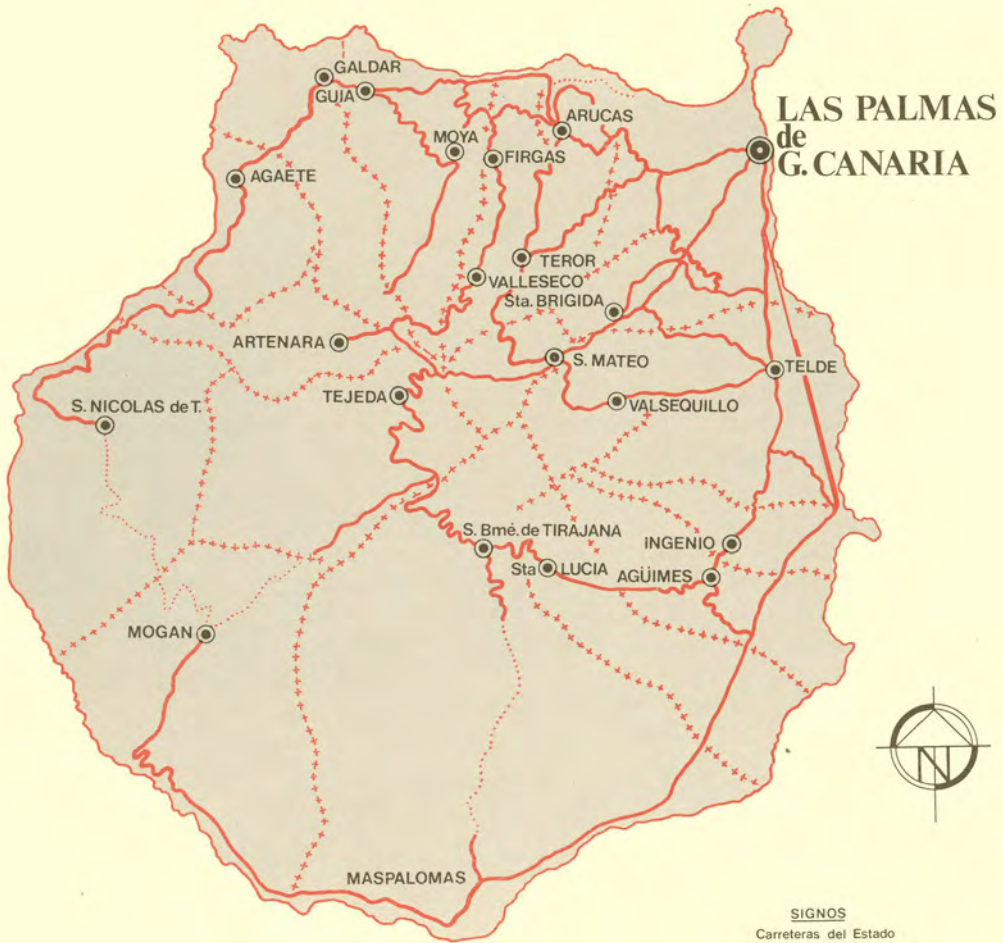 GALDAR
GUIA
LAS PALMAS
de
G. CANARIA
ARUCAS
MOYA
FIRGAS
AGAETE
TEROR
VALLESECO
Sta. BRIGIDA
ARTENARA
S. MATEO
TELDE
TEJEDA
VALSEQUILLO
S. NICOLAS de T.
S. Bmé. de TIRAJANA
INGENIO
Sta LUCIA
AGÜIMES
MOGAN
N
MASPALOMAS
SIGNOS
Carreteras del Estado